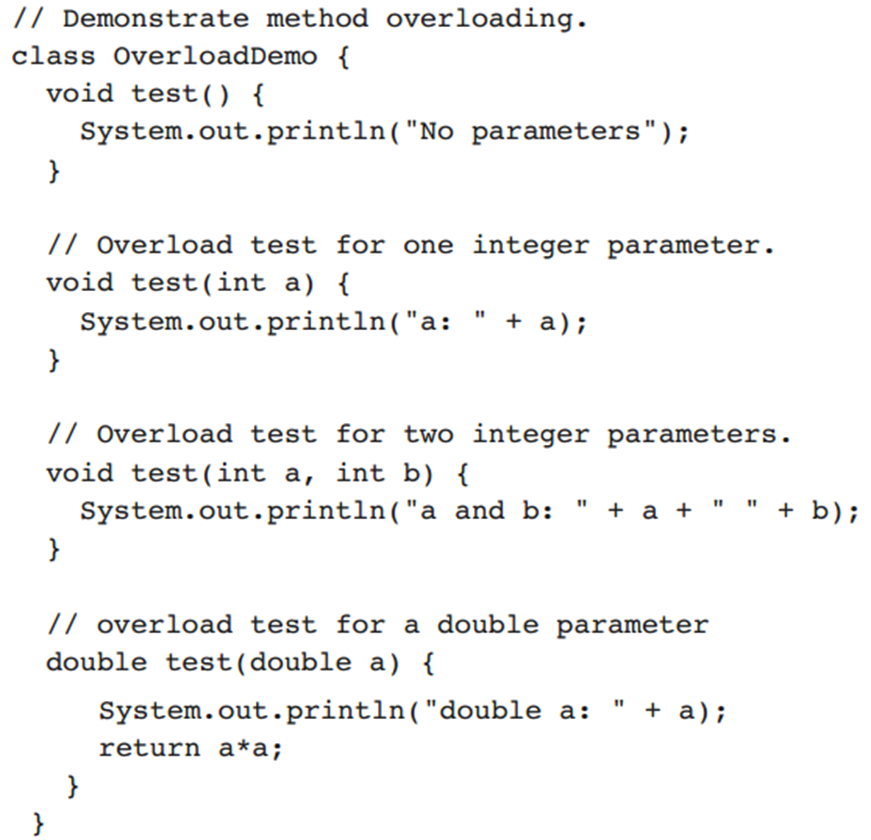 // Demonstrate method overloading.
class OverloadDemo {
  void test() {
    System.out.println("No parameters");
  }

  // Overload test for one integer parameter.
  void test(int a) {
    System.out.println("a: " + a);
  }

  // Overload test for two integer parameters.
  void test(int a, int b) {
    System.out.println("a and b: " + a + " " + b);
  }

  // overload test for a double parameter
  double test(double a) {
     System.out.println("double a: " + a);
     return a*a;
   }
 }